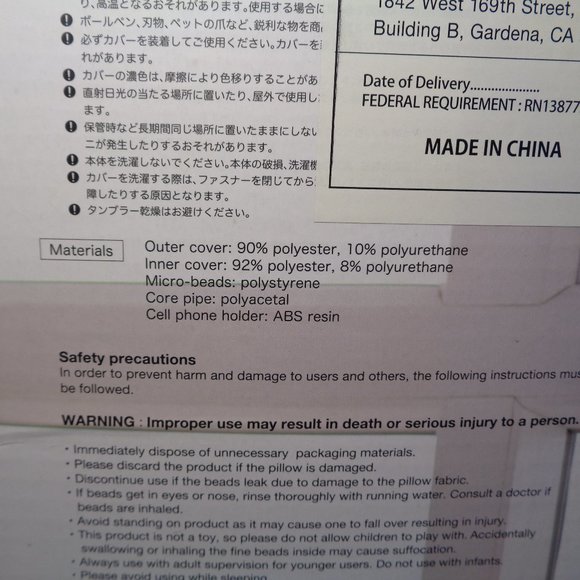 り、高温となるおそれがあります。使用する場合に
ボールペン、刃物、ペットの爪など、鋭利な物を商
必ずカバーを装着してご使用ください。カバーを
れがあります。
カバーの濃色は、摩擦により色移りすることがあ
直射日光の当たる場所に置いたり、屋外で使用し
ます。
保管時など長期間同じ場所に置いたままにしない
ニが発生したりするおそれがあります。
本体を洗濯しないでください。本体の破損、洗濯機
カバーを洗濯する際は、ファスナーを閉じてから
障したりする原因となります。
タンブラー乾燥はお避けください。
1842 West 169th Street,
Building B, Gardena, CA
Date of Delivery....................
FEDERAL REQUIREMENT : RN13877
MADE IN CHINA
Materials
Outer cover: 90% polyester, 10% polyurethane
Inner cover: 92% polyester, 8% polyurethane
Micro-beads: polystyrene
Core pipe: polyacetal
Cell phone holder: ABS resin
Safety precautions
In order to prevent harm and damage to users and others, the following instructions mus
be followed.
WARNING : Improper use may result in death or serious injury to a person.
・Immediately dispose of unnecessary packaging materials.
・Please discard the product if the pillow is damaged.
・Discontinue use if the beads leak due to damage to the pillow fabric.
・If beads get in eyes or nose, rinse thoroughly with running water. Consult a doctor if
beads are inhaled.
・Avoid standing on product as it may cause one to fall over resulting in injury.
・This product is not a toy, so please do not allow children to play with. Accidentally
swallowing or inhaling the fine beads inside may cause suffocation.
・Always use with adult supervision for younger users. Do not use with infants.
・Please avoid using while sleeping